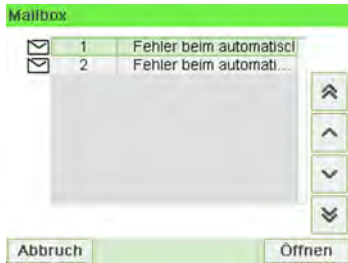 Mailbox
1 Fehler beim automatiscl
2 Fehler beim automati...
Abbruch Öffnen